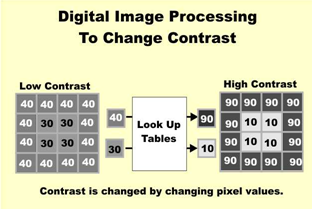 Digital Image Processing
To Change Contrast
Low Contrast
High Contrast
40 40 40 40
40 30 30 40
40 30 30 40
40 40 40 40
40
30
Look Up
Tables
90
10
90 90 90 90
90 10 10 90
90 10 10 90
90 90 90 90
Contrast is changed by changing pixel values.